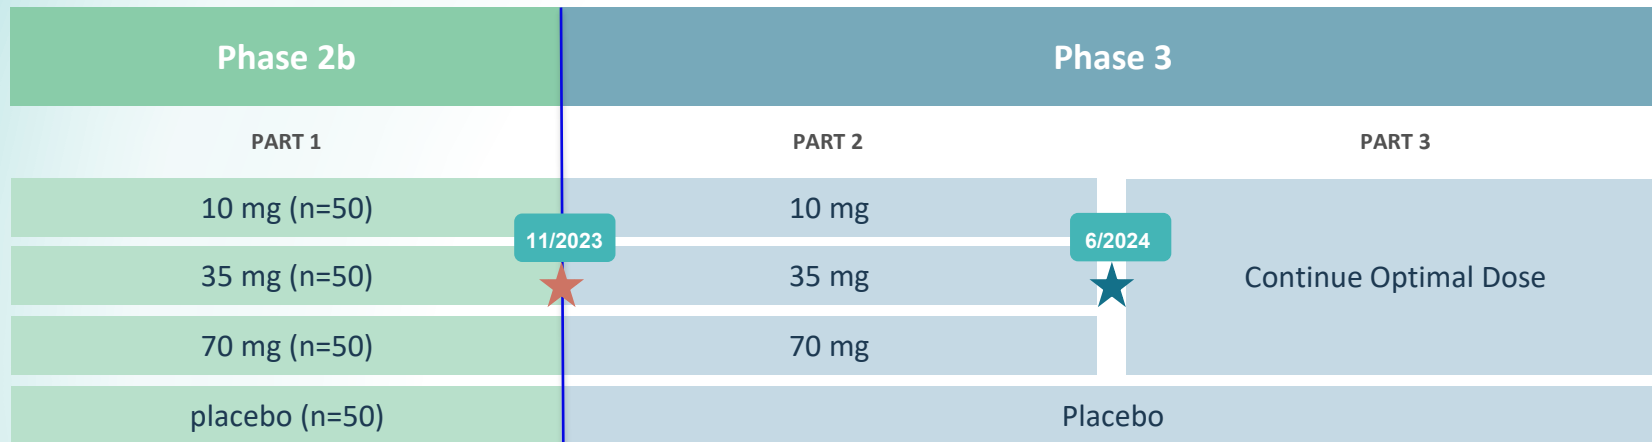 Phase 2b
Phase 3
PART 1
PART 2
PART 3
10 mg (n=50)
10 mg
11/2023
6/2024
35 mg (n=50)
35 mg
Continue Optimal Dose
70 mg (n=50)
70 mg
placebo (n=50)
Placebo